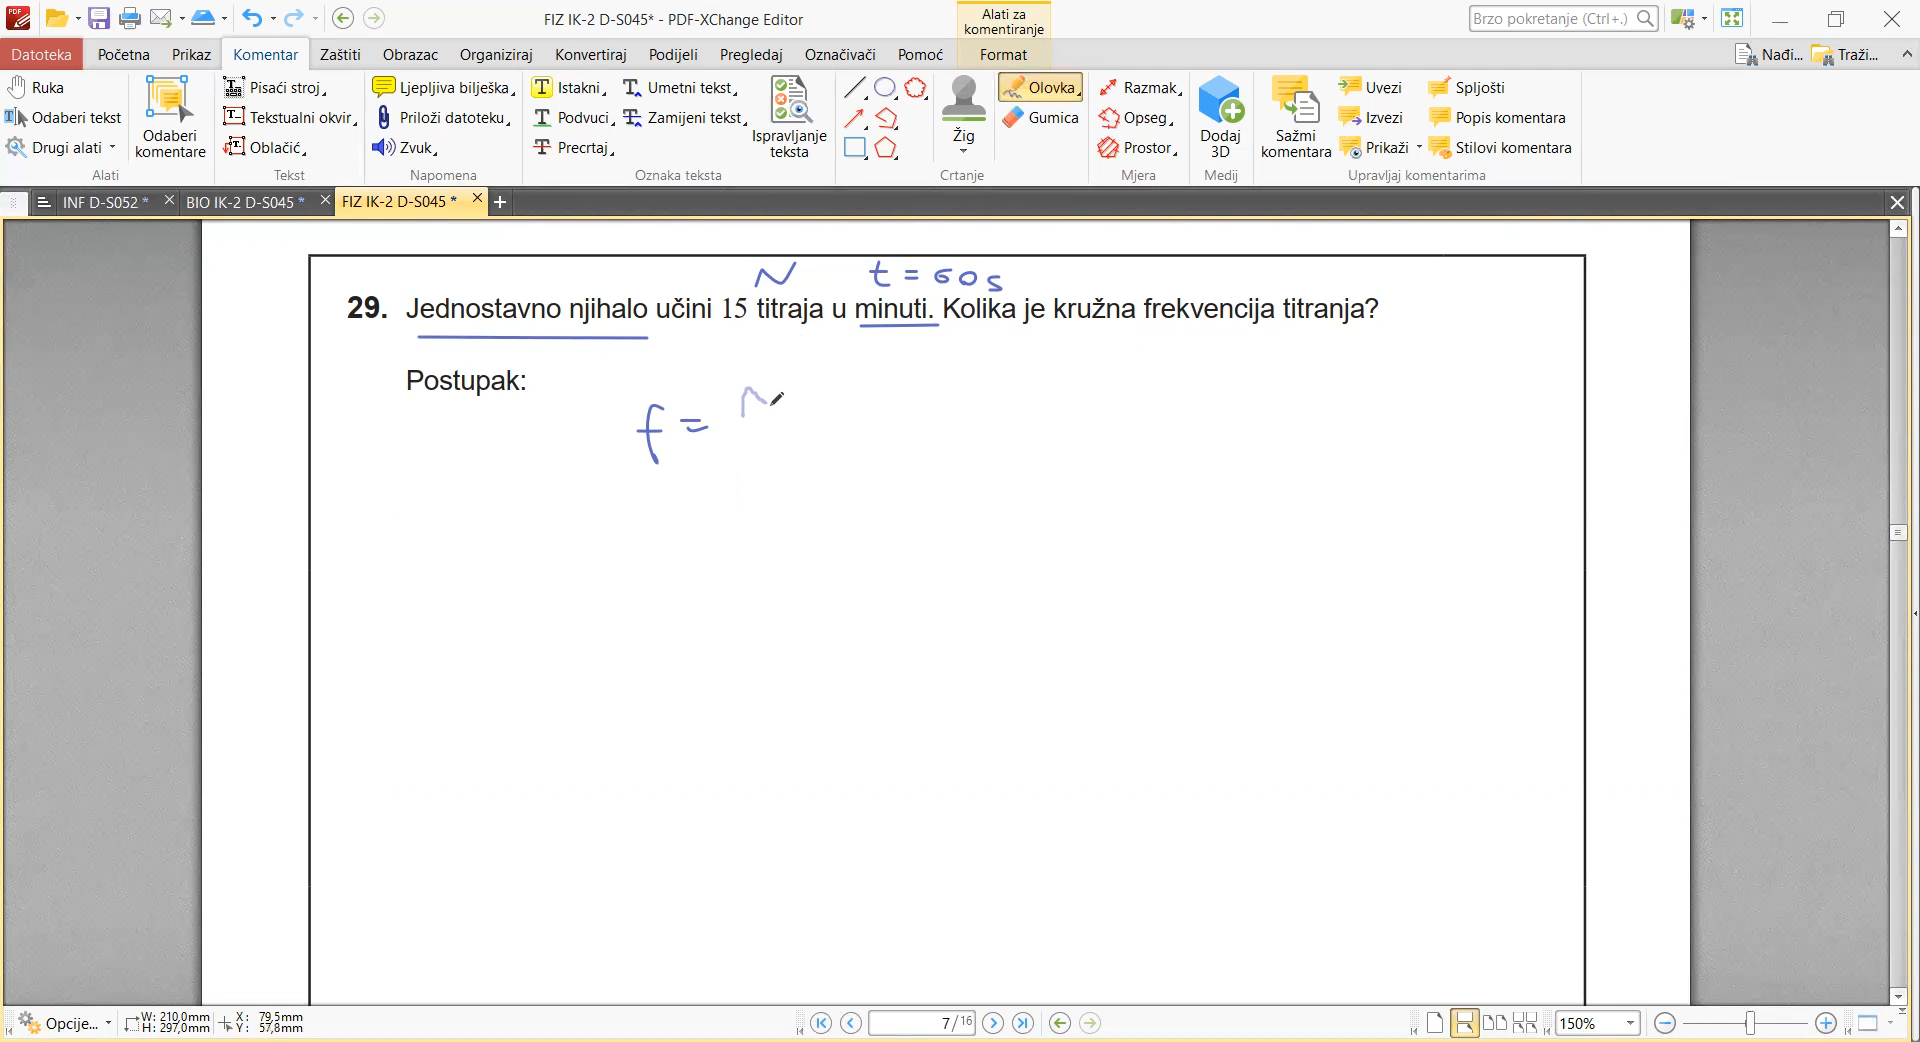 FIZ IK-2 D-S045* - PDF-XChange Editor
Alati za komentiranje
Brzo pokretanje (Ctrl+.)
Datoteka Početna Prikaz Komentar Zaštiti Obrazac Organiziraj Konvertiraj Podijeli Pregledaj Označivači Pomoć Format Nađi... Traži...
Ruka Pisaći stroj Ljepljiva bilješka Istakni Umetni tekst Olovka Razmak Uvezi Spljošti
Odaberi tekst Tekstualni okvir Priloži datoteku Podvuci Zamijeni tekst Gumica Opseg Izvezi Popis komentara
Drugi alati Oblačić Zvuk Precrtaj Prostor Prikaži Stilovi komentara
Odaberi komentare Ispravljanje teksta Žig Dodaj 3D Sažmi komentara
Alati Tekst Napomena Oznaka teksta Crtanje Mjera Medij Upravljaj komentarima
INF D-S052 * BIO IK-2 D-S045 * FIZ IK-2 D-S045 *
N t = 60 s
29. Jednostavno njihalo učini 15 titraja u minuti. Kolika je kružna frekvencija titranja?
Postupak:
f =
Opcije... W: 210,0mm H: 297,0mm X: 79,5mm Y: 57,8mm 7 / 16 150%